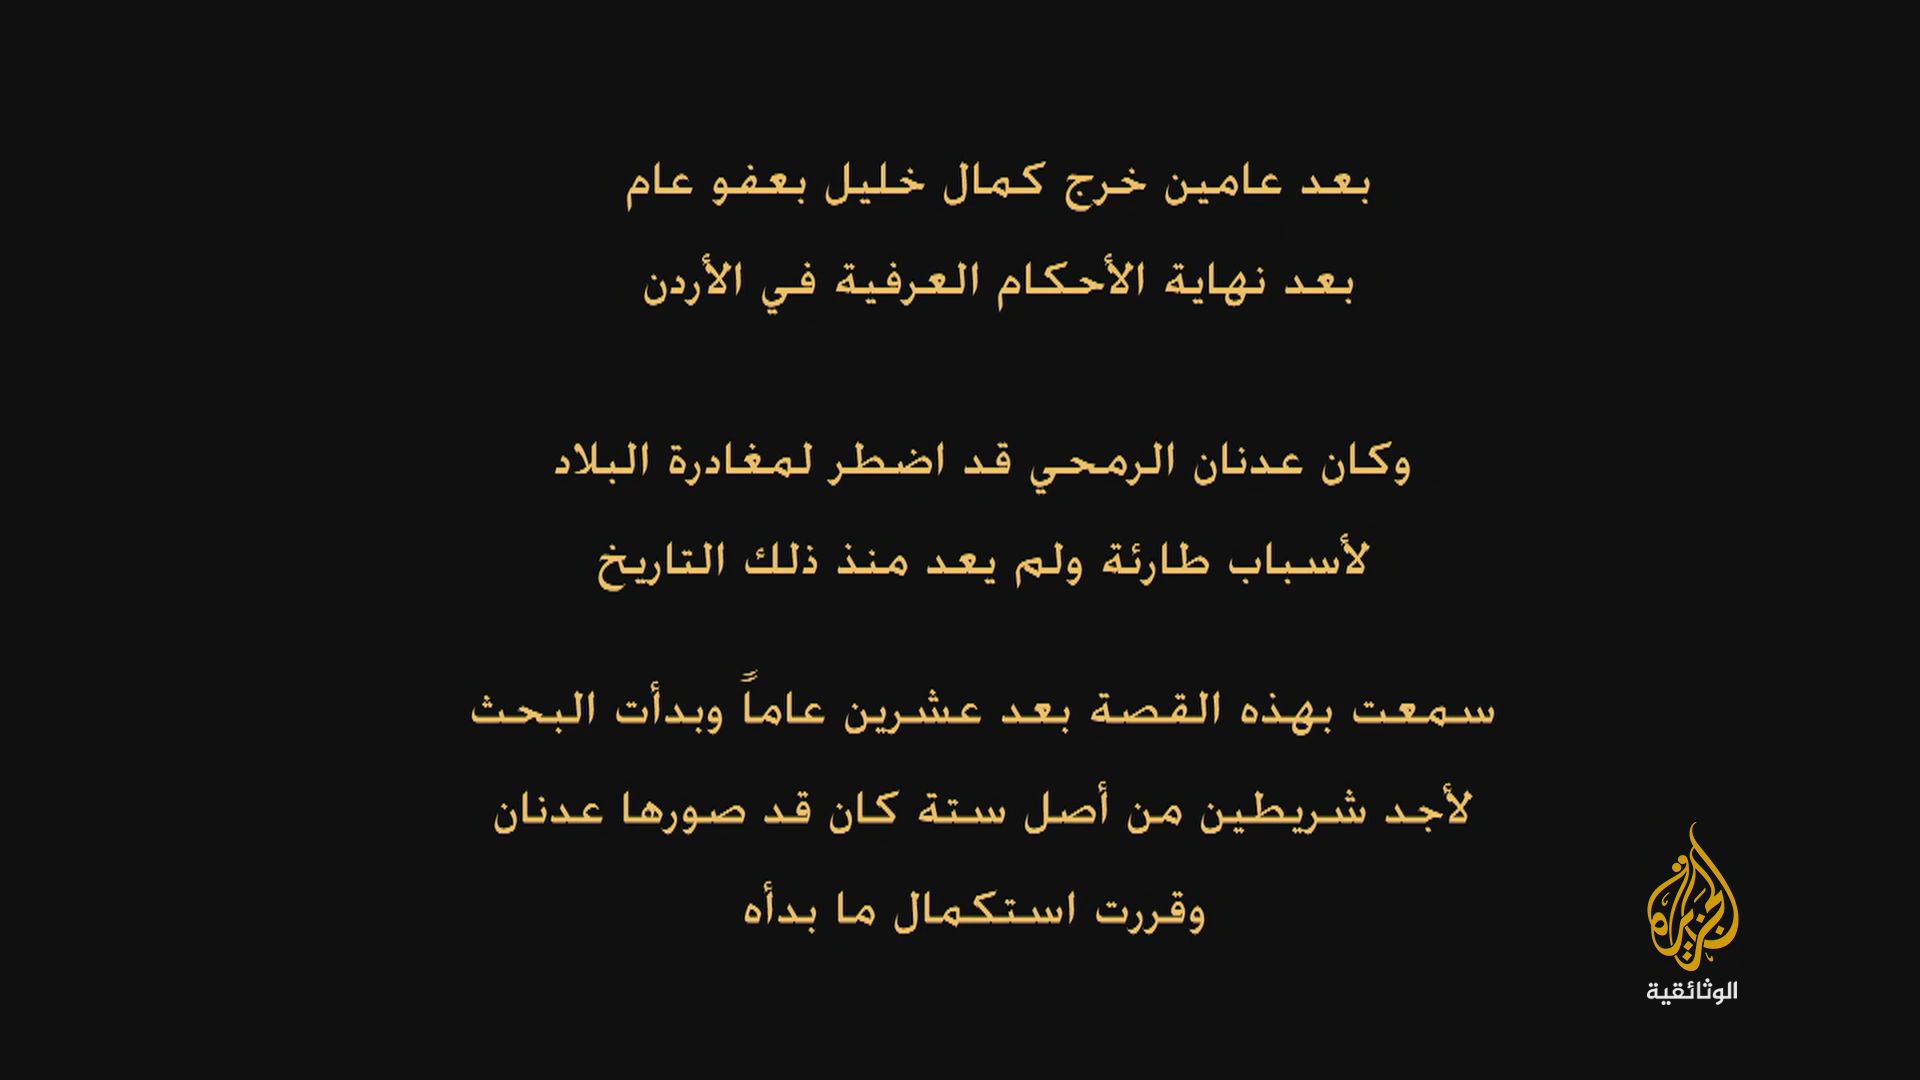 بعد عامين خرج كمال خليل بعفو عام
بعد نهاية الأحكام العرفية في الأردن
وكان عدنان الرمحي قد اضطر لمغادرة البلاد
لأسباب طارئة ولم يعد منذ ذلك التاريخ
سمعت بهذه القصة بعد عشرين عاماً وبدأت البحث
لأجد شريطين من أصل ستة كان قد صورها عدنان
وقررت استكمال ما بدأه
الجزيرة
الوثائقية